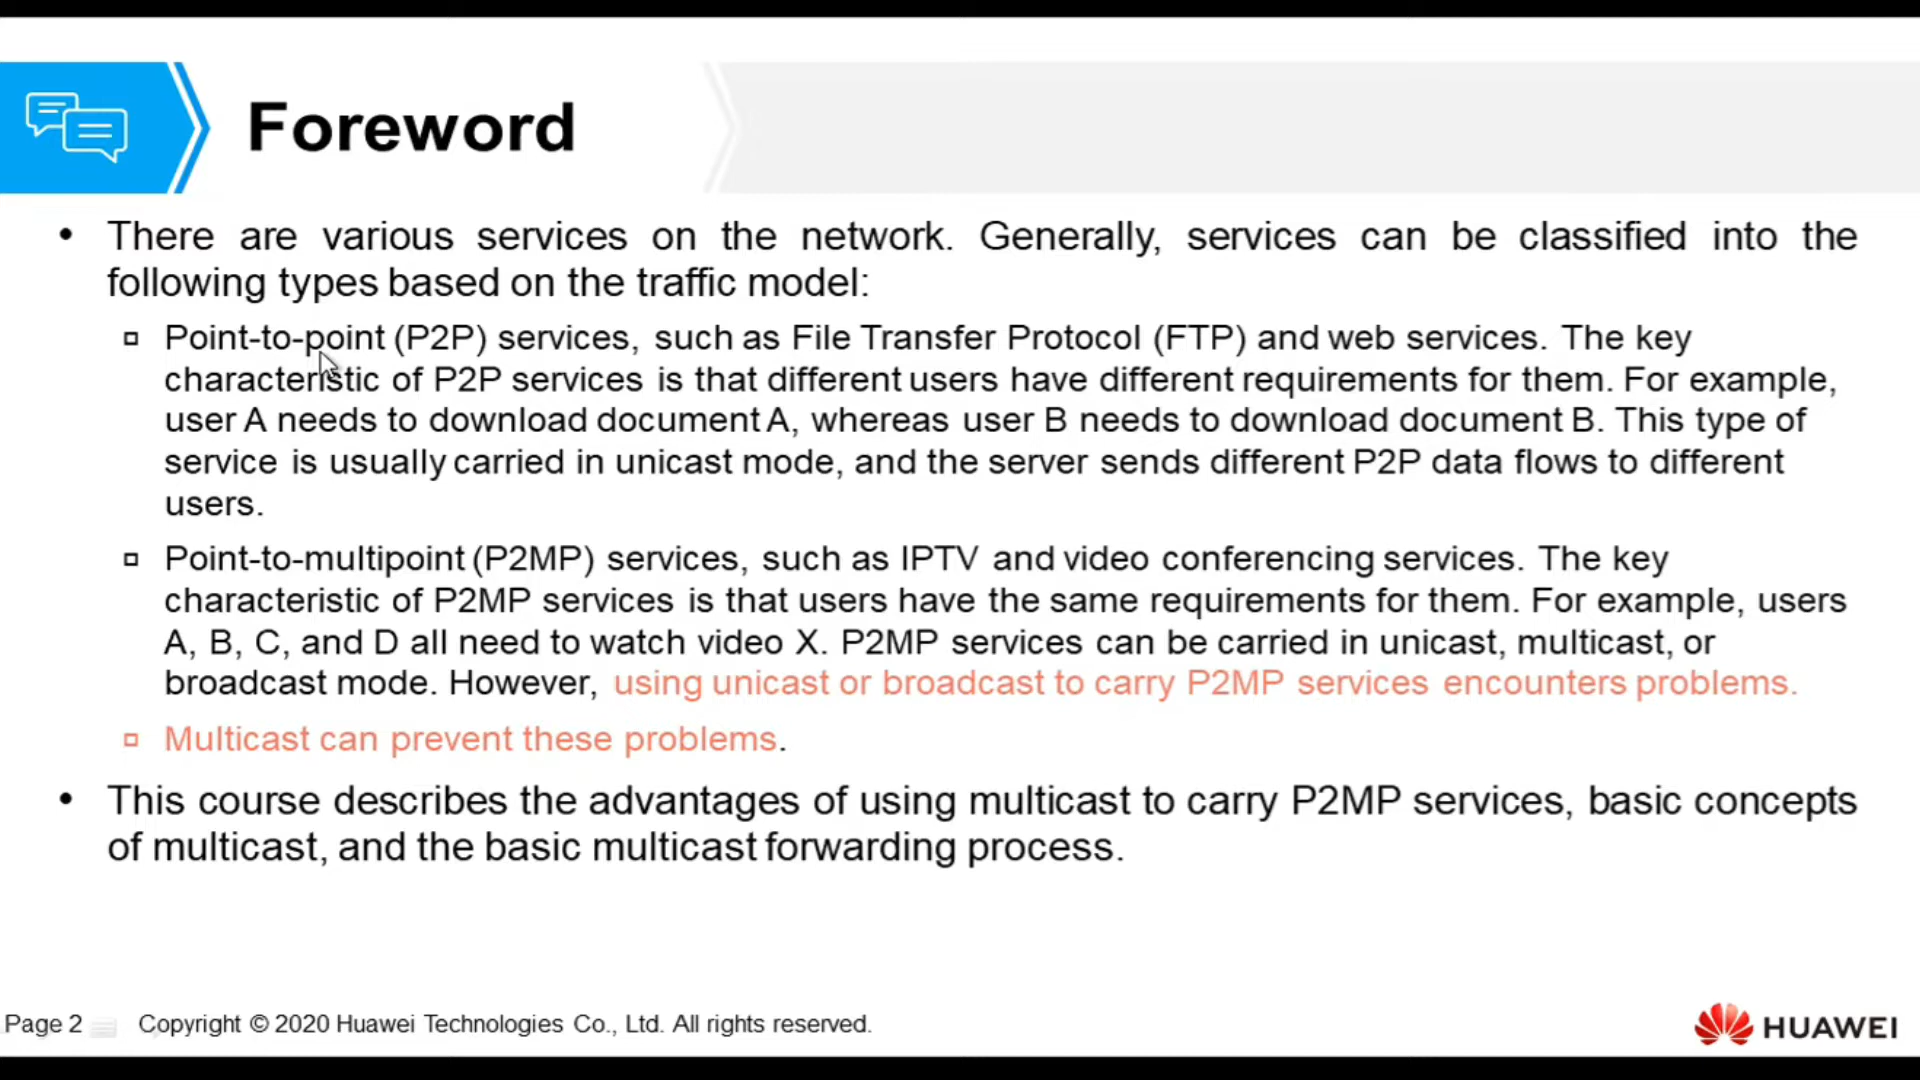 Foreword
• There are various services on the network. Generally, services can be classified into the
following types based on the traffic model:
▫ Point-to-point (P2P) services, such as File Transfer Protocol (FTP) and web services. The key
characteristic of P2P services is that different users have different requirements for them. For example,
user A needs to download document A, whereas user B needs to download document B. This type of
service is usually carried in unicast mode, and the server sends different P2P data flows to different
users.
▫ Point-to-multipoint (P2MP) services, such as IPTV and video conferencing services. The key
characteristic of P2MP services is that users have the same requirements for them. For example, users
A, B, C, and D all need to watch video X. P2MP services can be carried in unicast, multicast, or
broadcast mode. However, using unicast or broadcast to carry P2MP services encounters problems.
▫ Multicast can prevent these problems.
• This course describes the advantages of using multicast to carry P2MP services, basic concepts
of multicast, and the basic multicast forwarding process.
Page 2 Copyright © 2020 Huawei Technologies Co., Ltd. All rights reserved.
HUAWEI